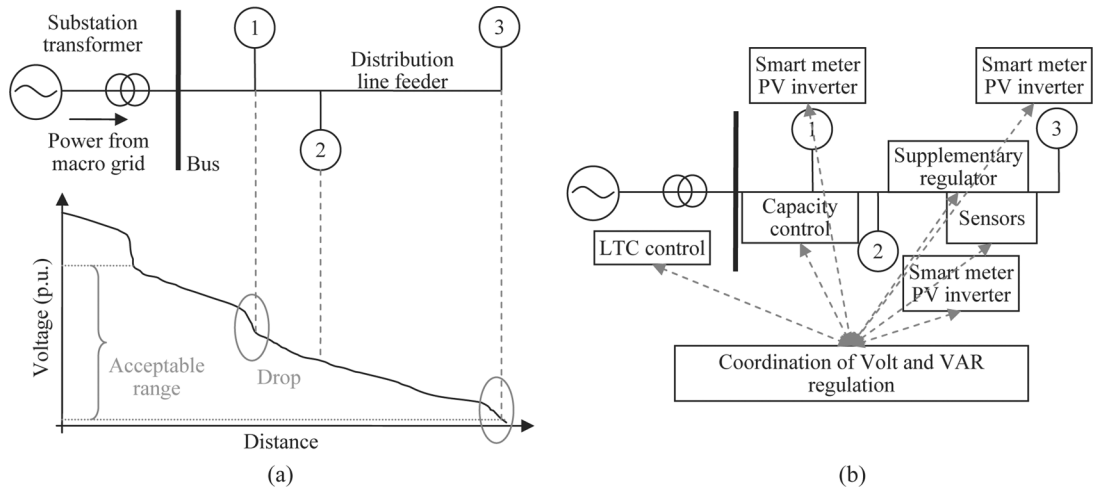 Substation
transformer
1
3
Distribution
line feeder
Power from
macro grid
Bus
2
Voltage (p.u.)
Acceptable
range
Drop
Distance
(a)
Smart meter
PV inverter
Smart meter
PV inverter
1
3
Supplementary
regulator
Capacity
control
Sensors
2
LTC control
Smart meter
PV inverter
Coordination of Volt and VAR
regulation
(b)